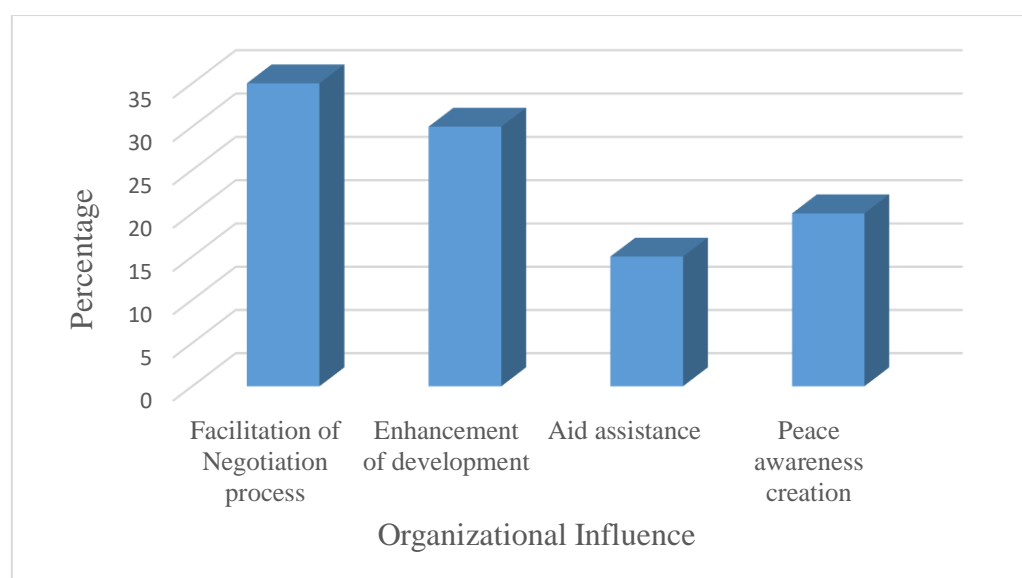 35
30
25
20
15
10
5
0
Percentage
Facilitation of
Negotiation
process
Enhancement
of development
Aid assistance
Peace
awareness
creation
Organizational Influence